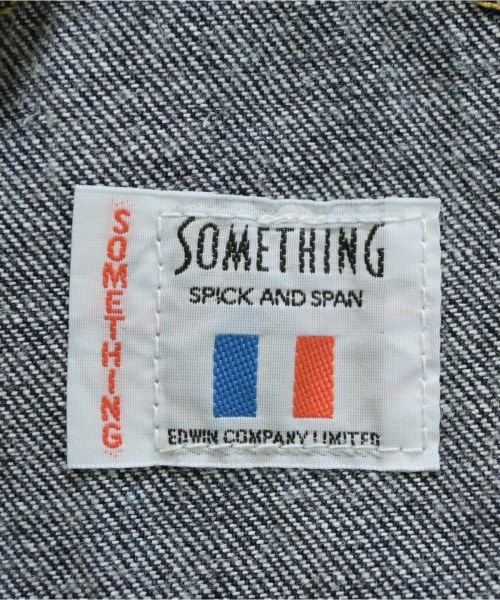 SOMETHING
SOMETHING
SPICK AND SPAN
EDWIN COMPANY LIMITED